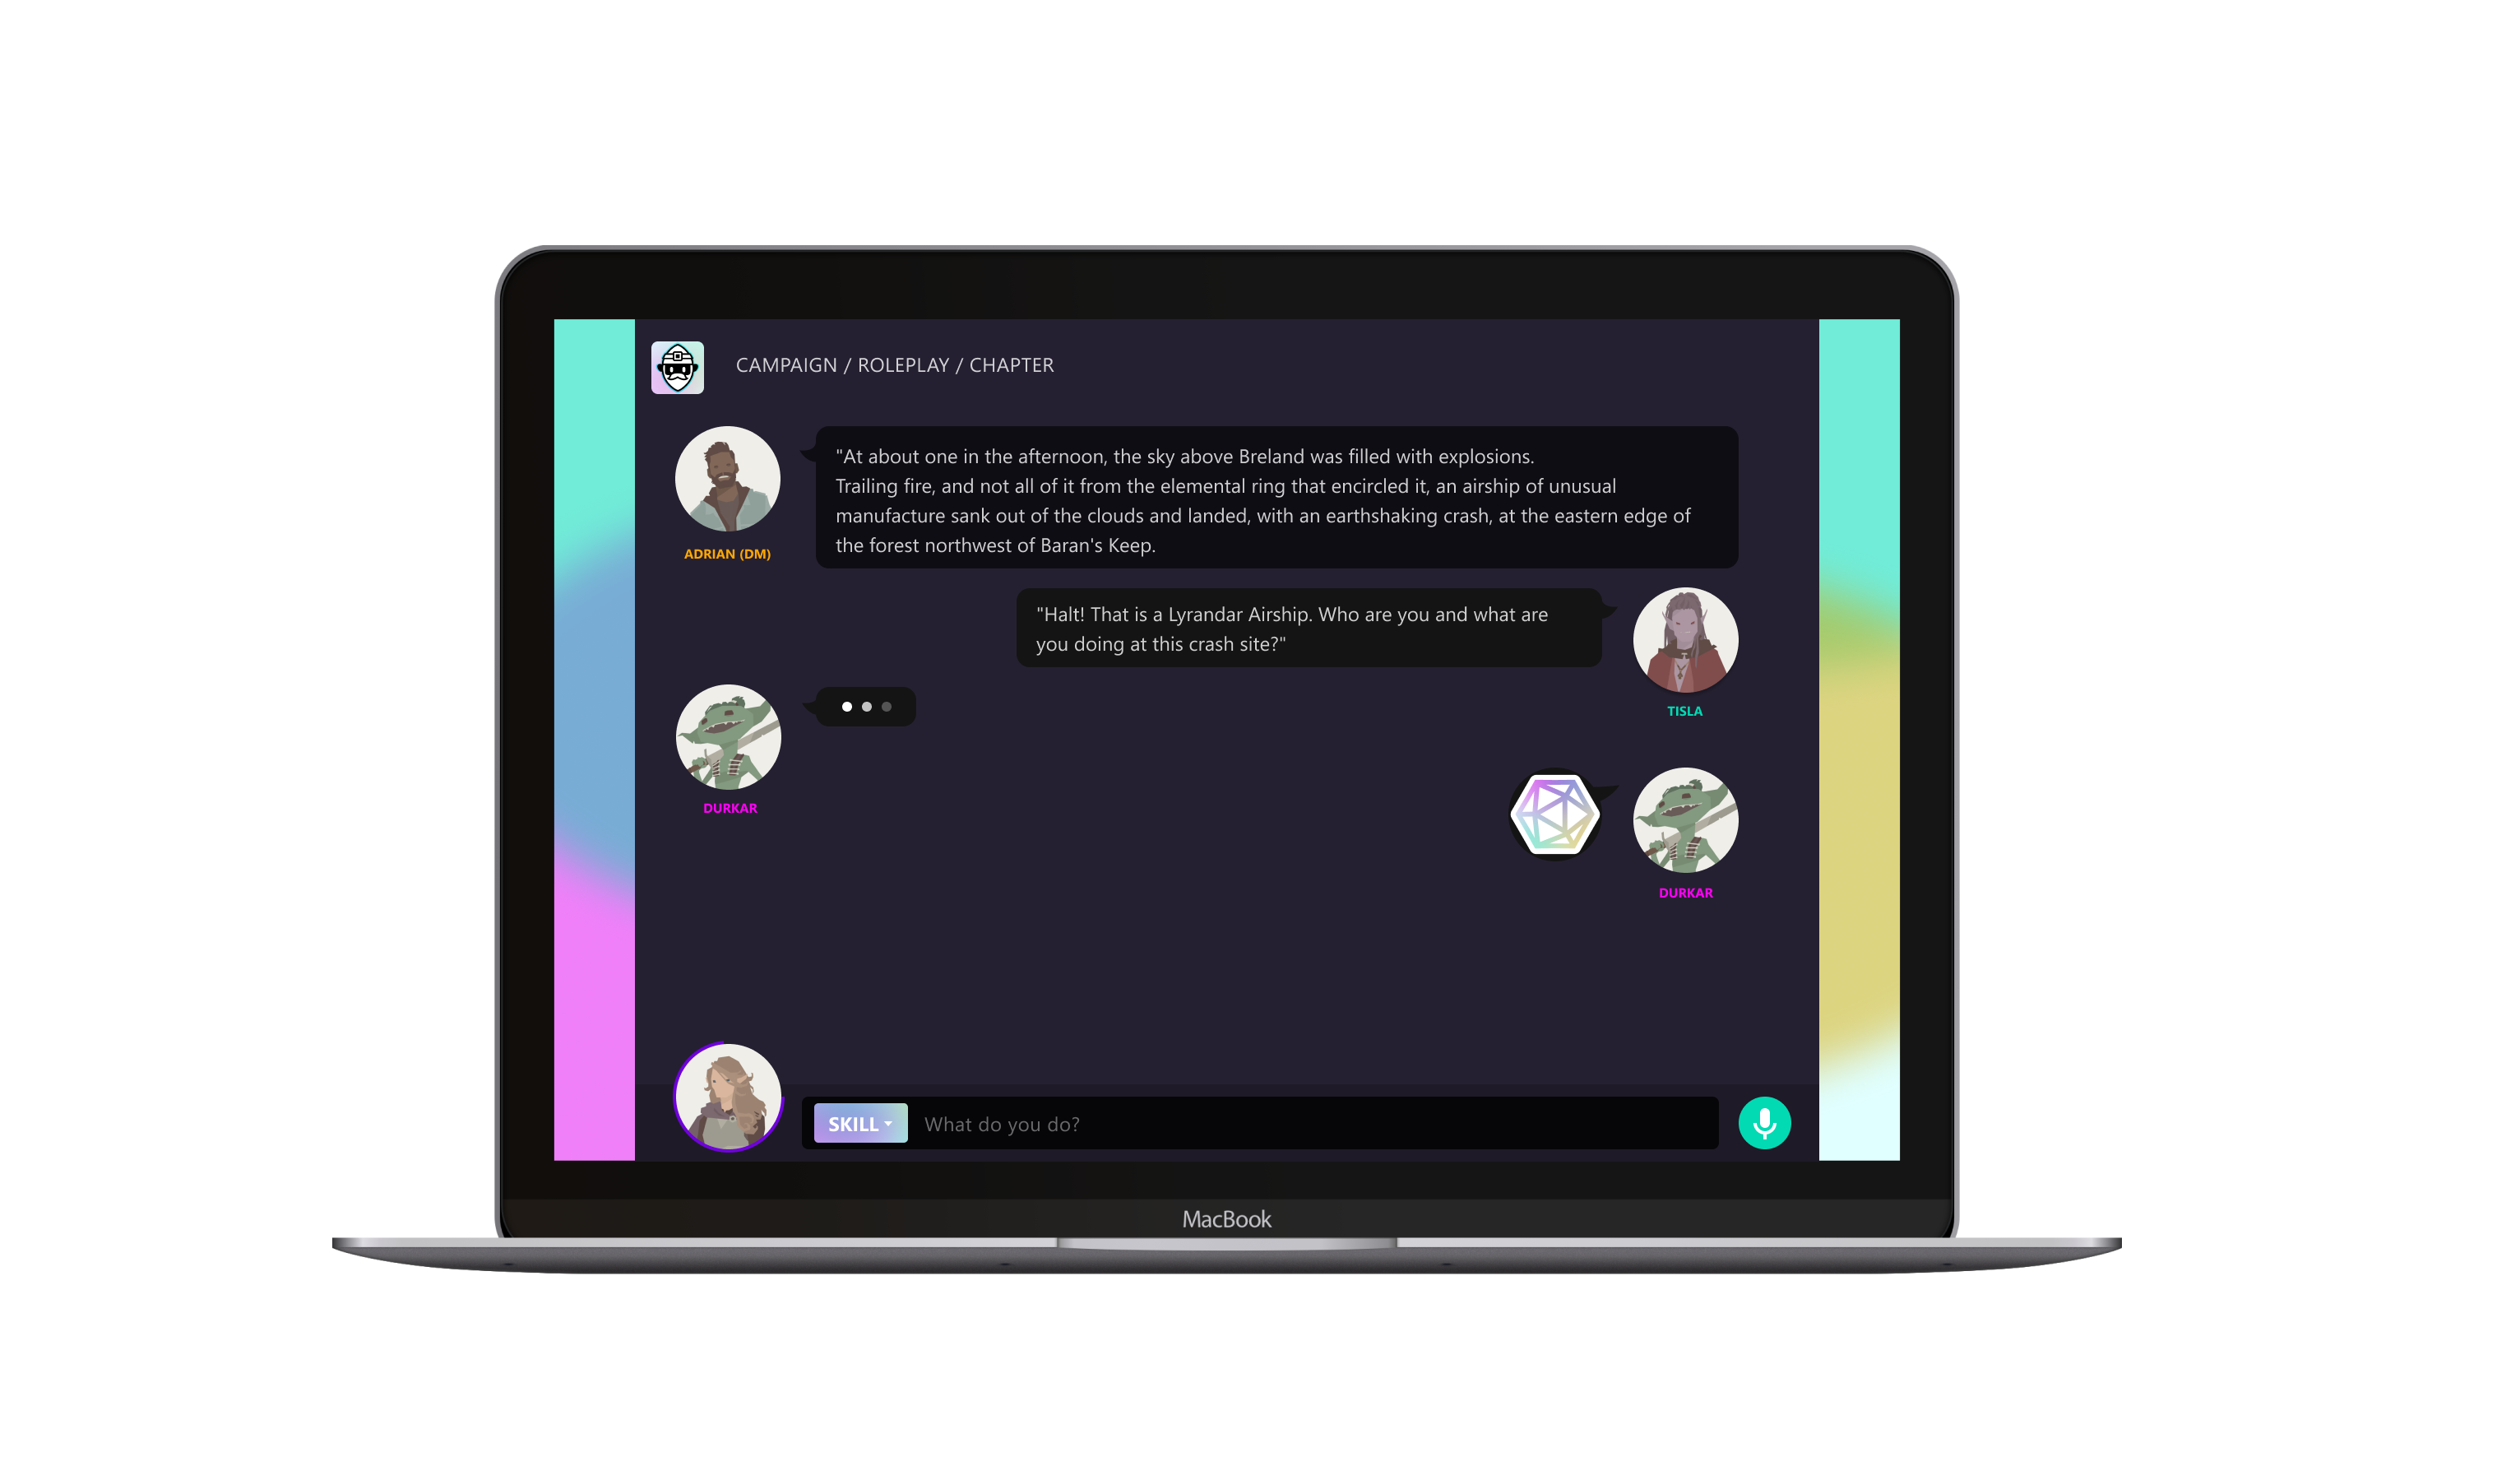 CAMPAIGN / ROLEPLAY / CHAPTER
"At about one in the afternoon, the sky above Breland was filled with explosions.
Trailing fire, and not all of it from the elemental ring that encircled it, an airship of unusual
manufacture sank out of the clouds and landed, with an earthshaking crash, at the eastern edge of
the forest northwest of Baran's Keep.
ADRIAN (DM)
"Halt! That is a Lyrandar Airship. Who are you and what are
you doing at this crash site?"
TISLA
DURKAR
DURKAR
SKILL
What do you do?
MacBook